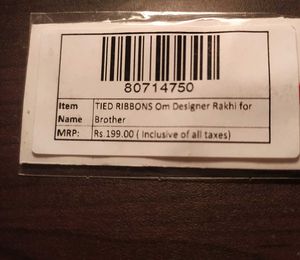 80714750
Item TIED RIBBONS Om Designer Rakhi for
Name Brother
MRP: Rs.199.00 ( Inclusive of all taxes)